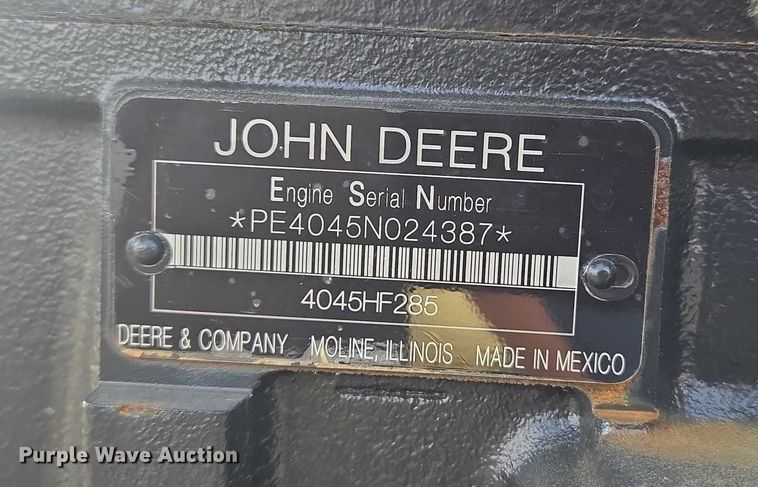 JOHN DEERE
Engine Serial Number
*PE4045N024387*
4045HF285
DEERE & COMPANY MOLINE, ILLINOIS MADE IN MEXICO
Purple Wave Auction